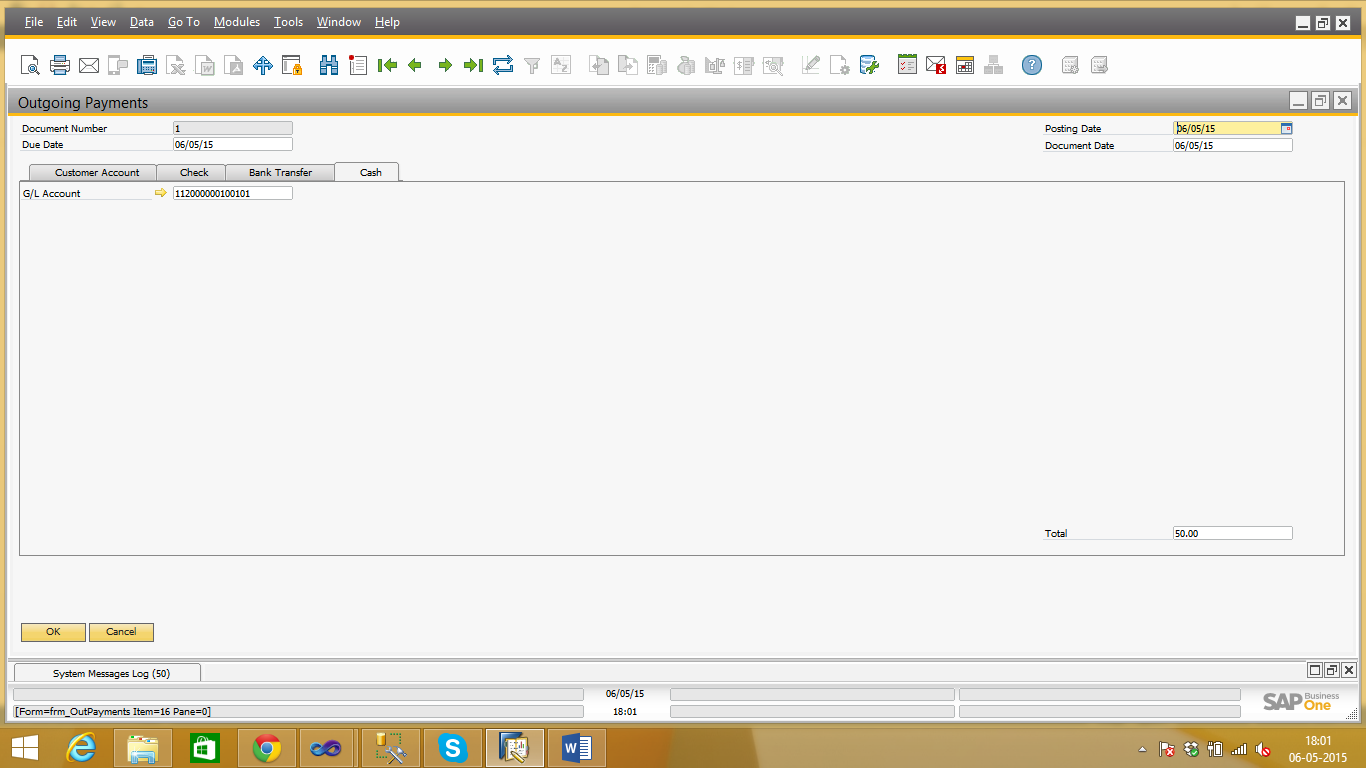 File Edit View Data Go To Modules Tools Window Help
Outgoing Payments
Document Number 1 Posting Date 06/05/15
Due Date 06/05/15 Document Date 06/05/15
Customer Account Check Bank Transfer Cash
G/L Account 112000000100101
Total 50.00
OK Cancel
System Messages Log (50)
06/05/15
[Form=frm_OutPayments Item=16 Pane=0] 18:01
SAP Business One
18:01
06-05-2015